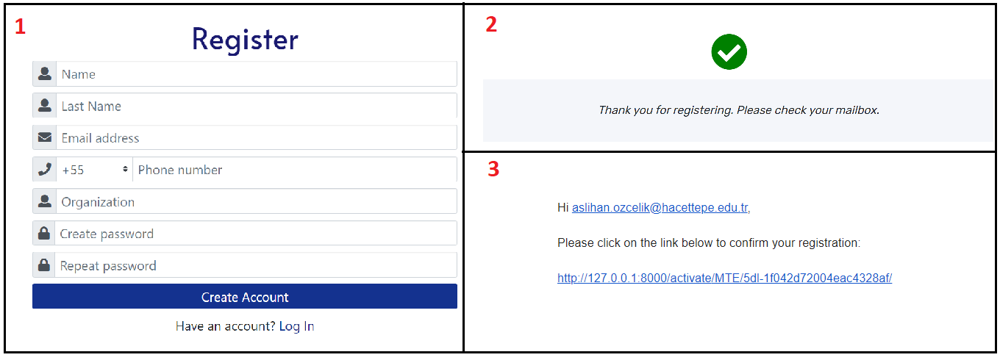 1
Register
Name
Last Name
Email address
+55 Phone number
Organization
Create password
Repeat password
Create Account
Have an account? Log In
2
Thank you for registering. Please check your mailbox.
3
Hi aslihan.ozcelik@hacettepe.edu.tr,
Please click on the link below to confirm your registration:
http://127.0.0.1:8000/activate/MTE/5dl-1f042d72004eac4328af/